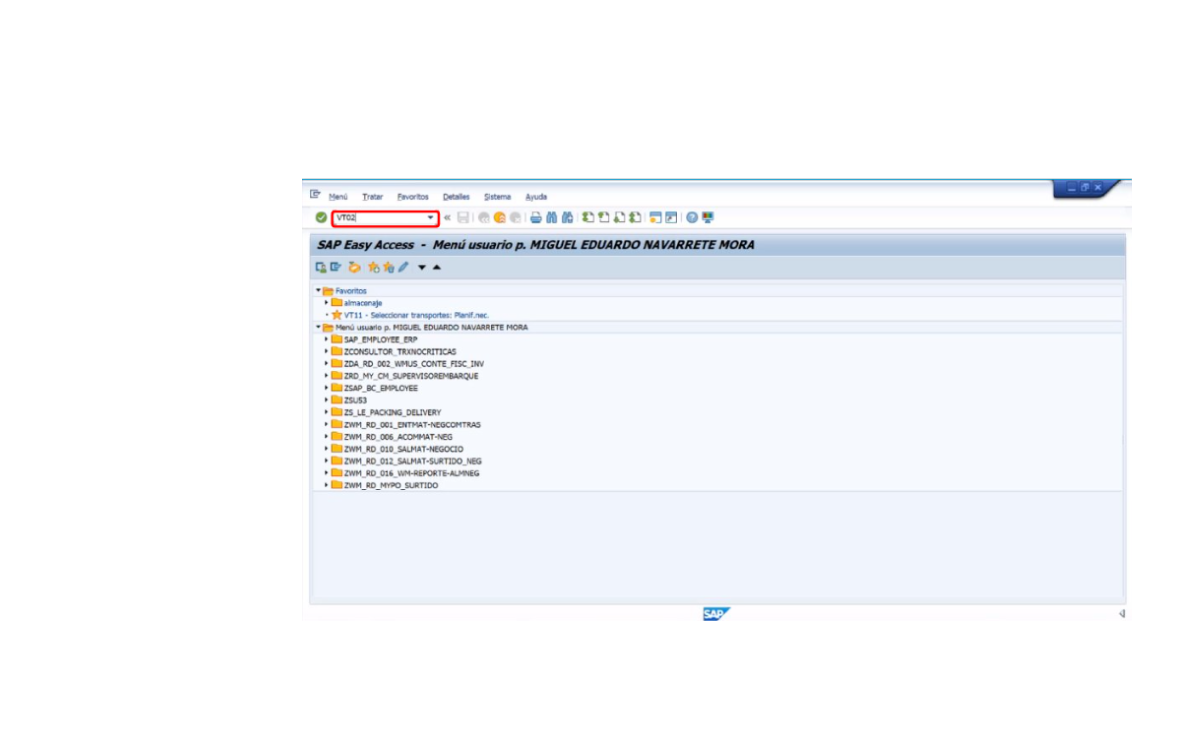 Menú Tratar Favoritos Detalles Sistema Ayuda
VT02
SAP Easy Access - Menú usuario p. MIGUEL EDUARDO NAVARRETE MORA
Favoritos
almacenaje
VT11 - Seleccionar transportes: Planif.nec.
Menú usuario p. MIGUEL EDUARDO NAVARRETE MORA
SAP_EMPLOYEE_ERP
ZCONSULTOR_TRXNOCRITICAS
ZDA_RD_002_WMUS_CONTE_FISC_INV
ZRD_MY_CM_SUPERVISOREMBARQUE
ZSAP_BC_EMPLOYEE
ZSU53
ZS_LE_PACKING_DELIVERY
ZWM_RD_001_ENTMAT-NEGCOMTRAS
ZWM_RD_006_ACOMMAT-NEG
ZWM_RD_010_SALMAT-NEGOCIO
ZWM_RD_012_SALMAT-SURTIDO_NEG
ZWM_RD_016_WM-REPORTE-ALMNEG
ZWM_RD_MYPO_SURTIDO
SAP